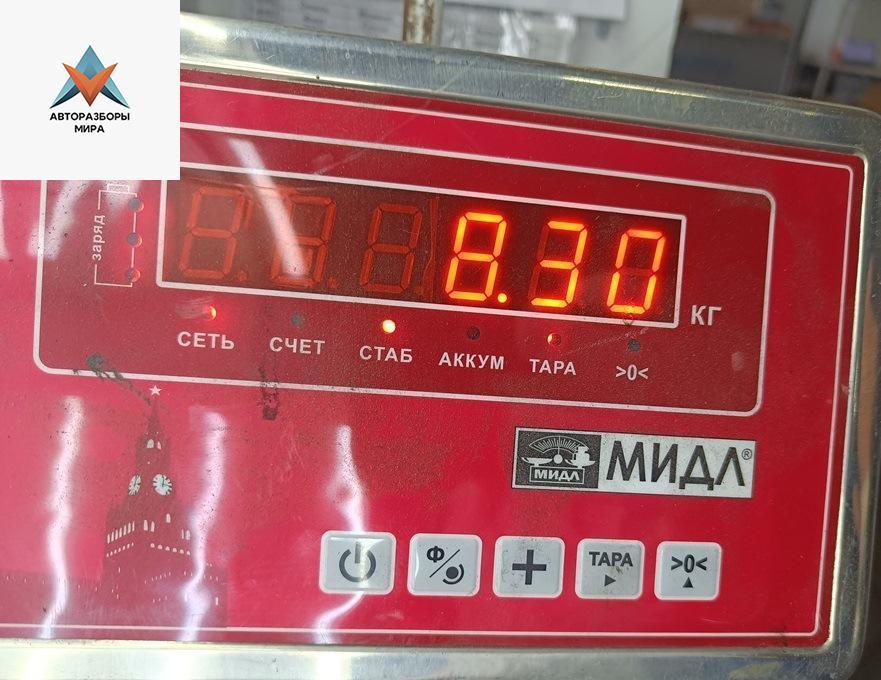 АВТОРАЗБОРЫ
МИРА
заряд
8.30
КГ
СЕТЬ СЧЕТ СТАБ АККУМ ТАРА >0<
МИДЛ МИДЛ®
Ф ТАРА >0<